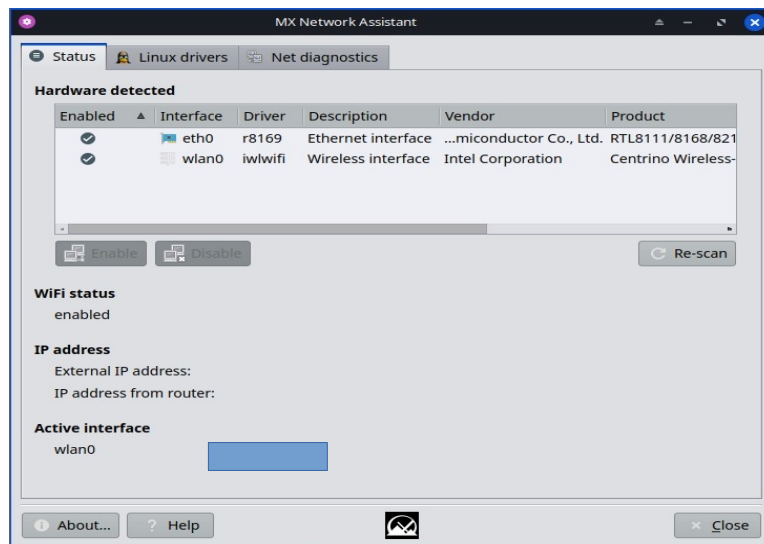 MX Network Assistant
Status Linux drivers Net diagnostics
Hardware detected
Enabled Interface Driver Description Vendor Product
eth0 r8169 Ethernet interface ...miconductor Co., Ltd. RTL8111/8168/821
wlan0 iwlwifi Wireless interface Intel Corporation Centrino Wireless-
Enable Disable Re-scan
WiFi status
enabled
IP address
External IP address:
IP address from router:
Active interface
wlan0
About... ? Help Close